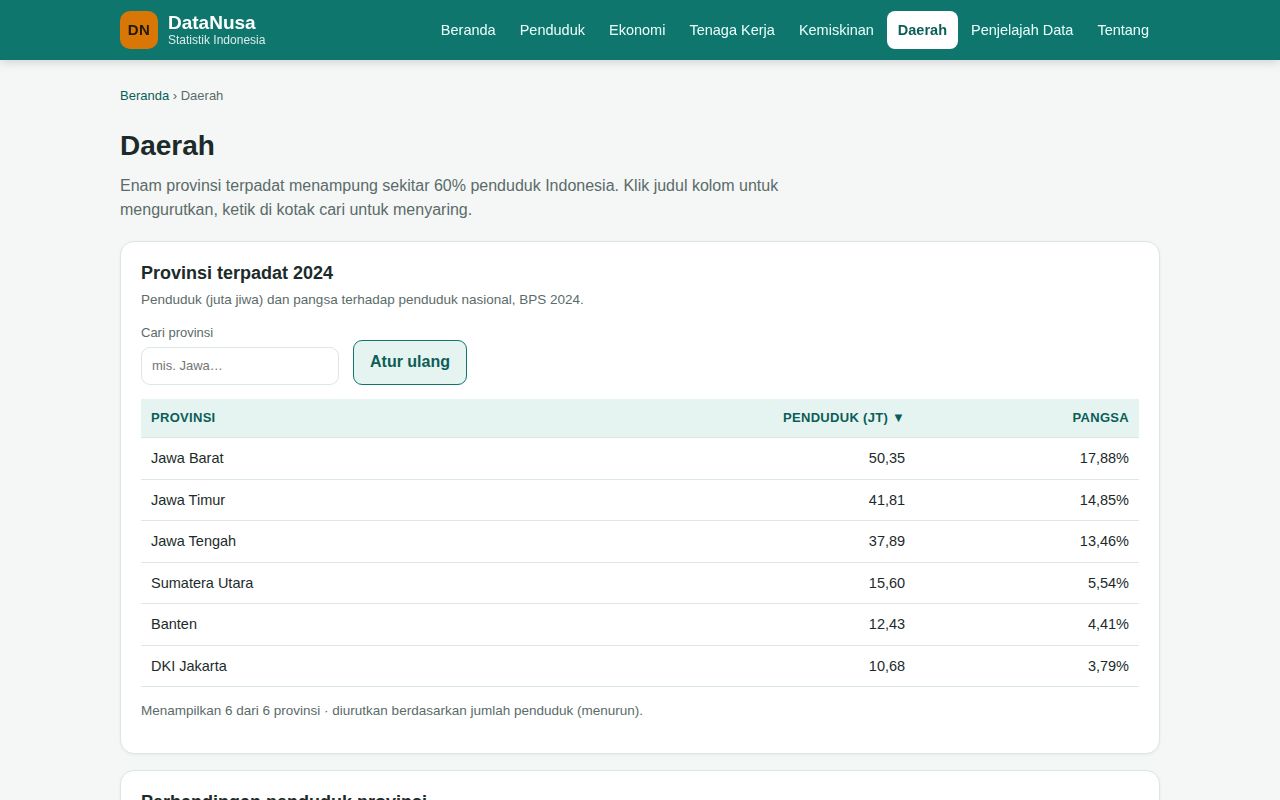 DN
DataNusa
Statistik Indonesia
Beranda
Penduduk
Ekonomi
Tenaga Kerja
Kemiskinan
Daerah
Penjelajah Data
Tentang
Beranda › Daerah
Daerah
Enam provinsi terpadat menampung sekitar 60% penduduk Indonesia. Klik judul kolom untuk
mengurutkan, ketik di kotak cari untuk menyaring.
Provinsi terpadat 2024
Penduduk (juta jiwa) dan pangsa terhadap penduduk nasional, BPS 2024.
Cari provinsi
mis. Jawa…
Atur ulang
PROVINSI PENDUDUK (JT) ▼ PANGSA
Jawa Barat 50,35 17,88%
Jawa Timur 41,81 14,85%
Jawa Tengah 37,89 13,46%
Sumatera Utara 15,60 5,54%
Banten 12,43 4,41%
DKI Jakarta 10,68 3,79%
Menampilkan 6 dari 6 provinsi · diurutkan berdasarkan jumlah penduduk (menurun).
Perbandingan penduduk provinsi